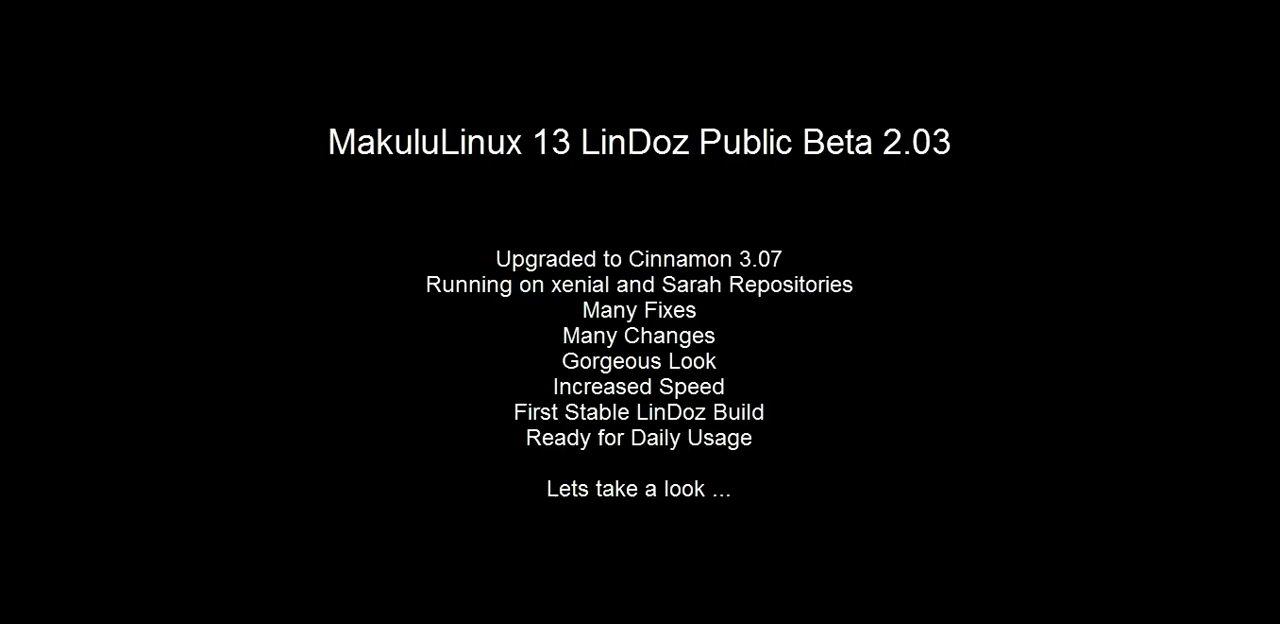 MakuluLinux 13 LinDoz Public Beta 2.03
Upgraded to Cinnamon 3.07
Running on xenial and Sarah Repositories
Many Fixes
Many Changes
Gorgeous Look
Increased Speed
First Stable LinDoz Build
Ready for Daily Usage
Lets take a look ...